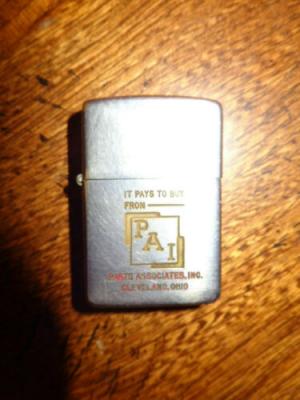 IT PAYS TO BUY
FROM
PAI
PARTS ASSOCIATES, INC.
CLEVELAND, OHIO